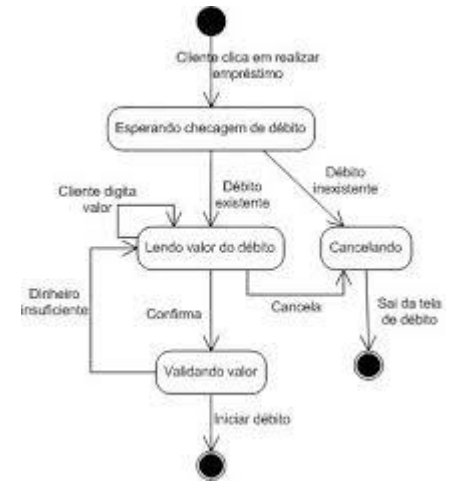 Cliente clica em realizar
empréstimo
Esperando checagem de débito
Débito
existente
Débito
inexistente
Cliente digita
valor
Lendo valor do débito
Cancelando
Dinheiro
insuficiente
Confirma
Cancela
Sai da tela
de débito
Validando valor
Iniciar débito